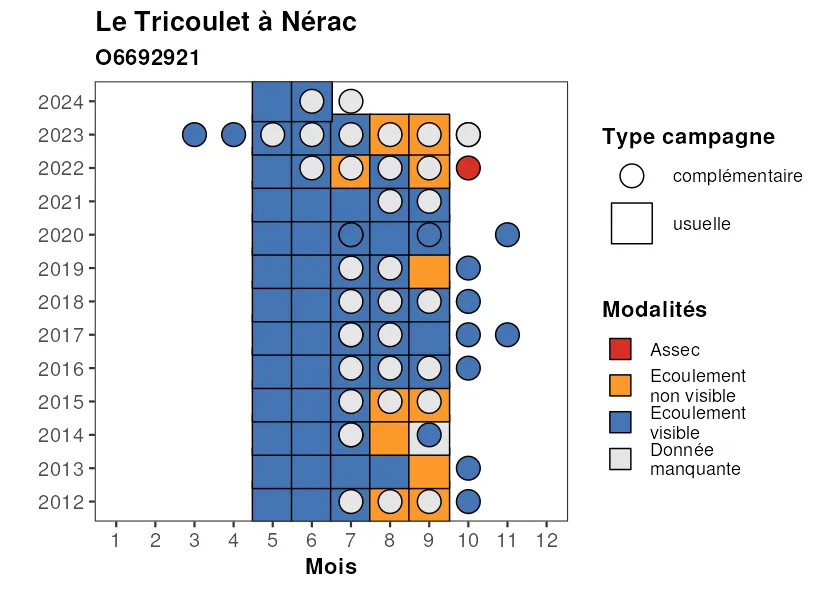 Le Tricoulet à Nérac
O6692921
2024
2023
2022
2021
2020
2019
2018
2017
2016
2015
2014
2013
2012
1 2 3 4 5 6 7 8 9 10 11 12
Mois
Type campagne
complémentaire
usuelle
Modalités
Assec
Ecoulement
non visible
Ecoulement
visible
Donnée
manquante